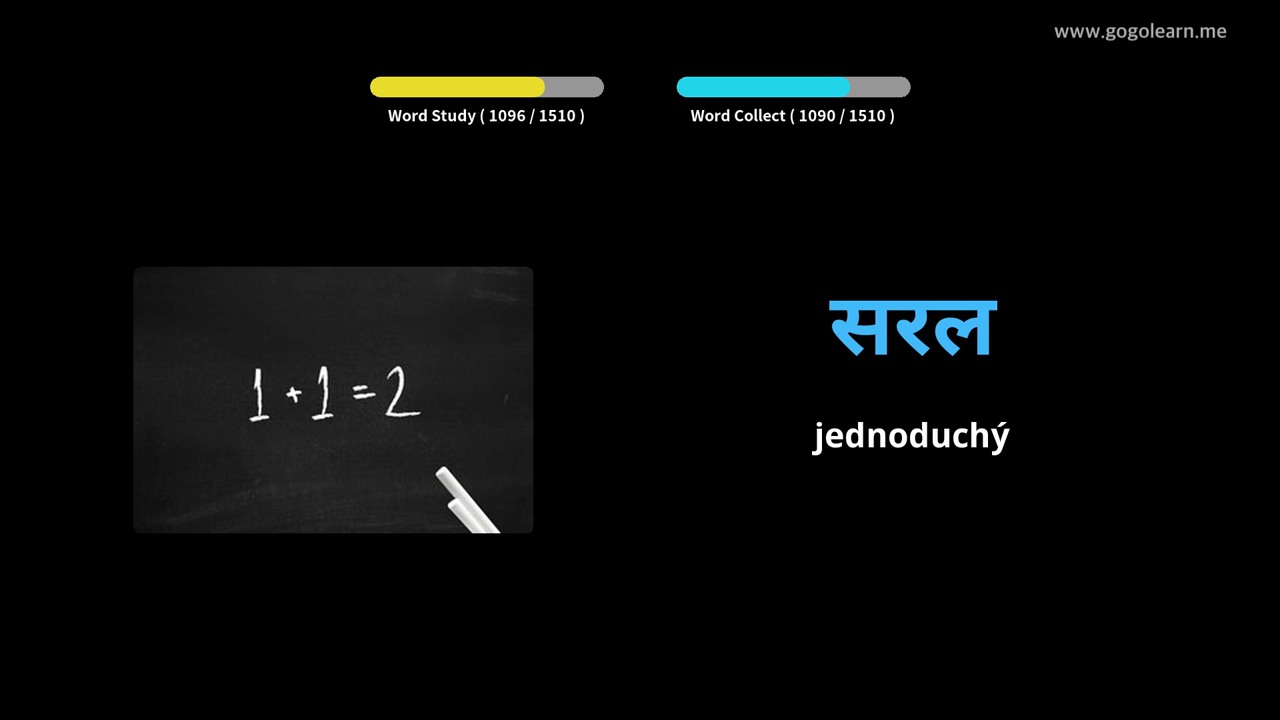 www.gogolearn.me
Word Study ( 1096 / 1510 )
Word Collect ( 1090 / 1510 )
1 + 1 = 2
सरल
jednoduchý